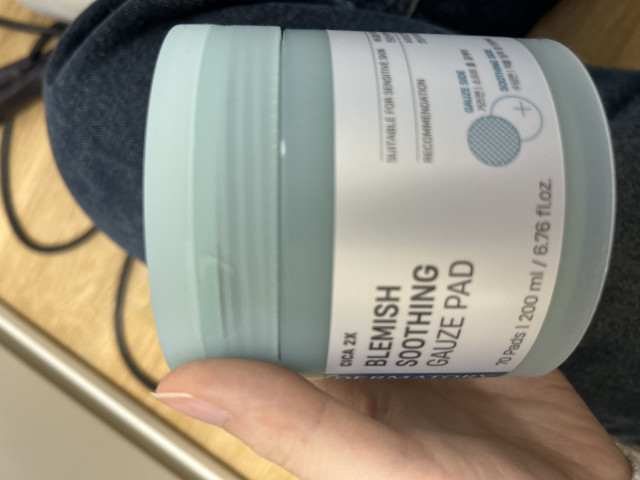 CICA 2X
BLEMISH
SOOTHING
GAUZE PAD
70 Pads | 200 ml / 6.76 fl.oz.
SUITABLE FOR SENSITIVE SKIN
RECOMMENDATION
GAUZE SIDE
SOOTHING SIDE